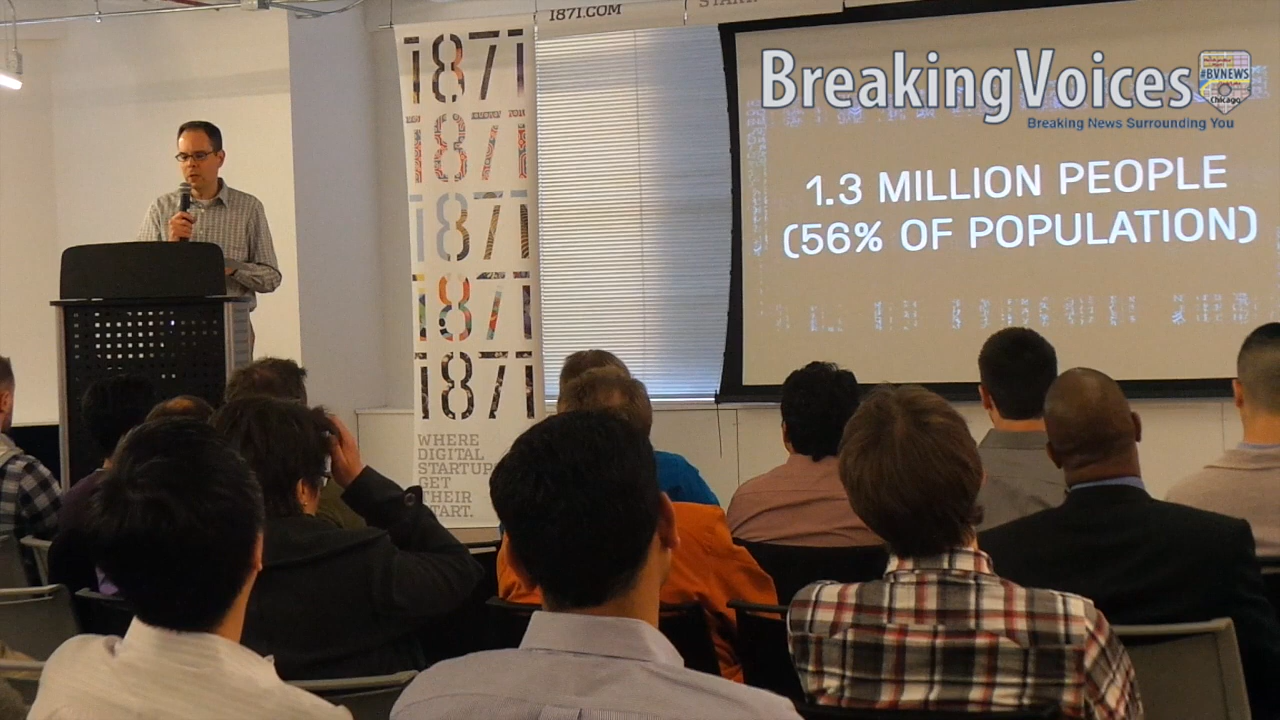 1871.COM
1871
1871
1871
1871
1871
WHERE
DIGITAL
STARTUPS
GET
THEIR
START.
BreakingVoices
#BVNEWS
Chicago
Breaking News Surrounding You
1.3 MILLION PEOPLE
(56% OF POPULATION)